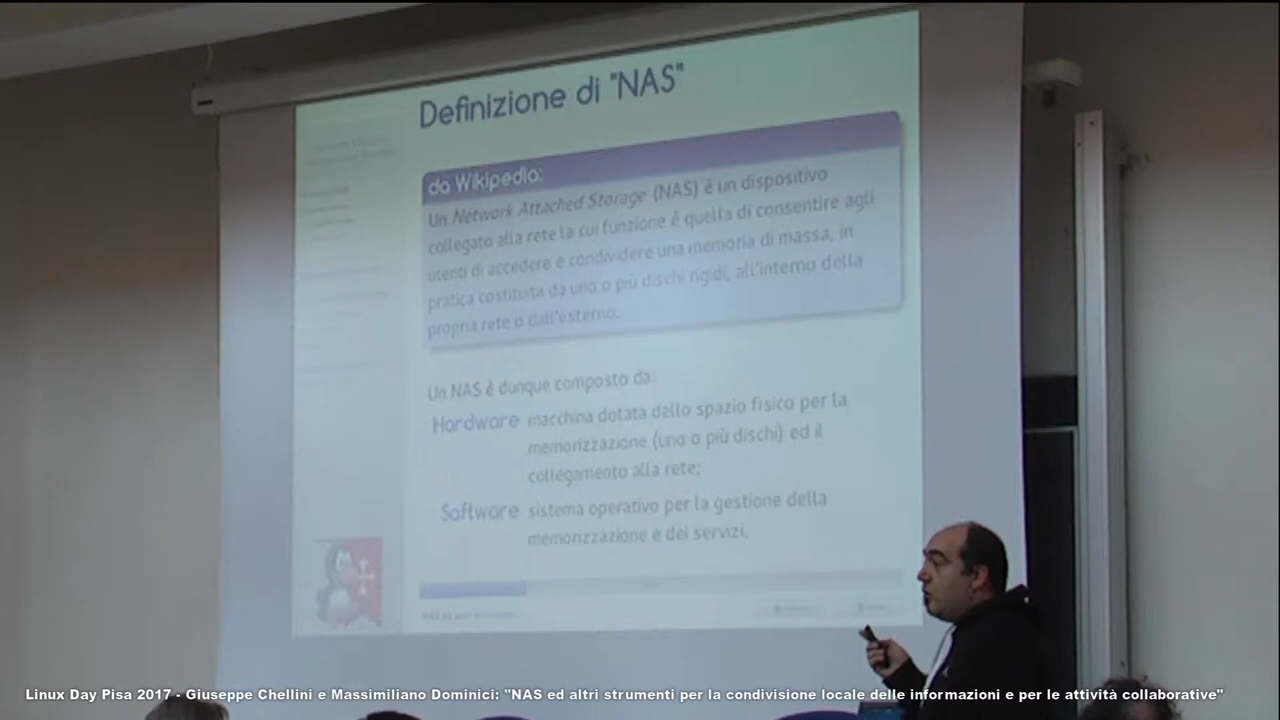 Definizione di "NAS"
da Wikipedia:
Un Network Attached Storage (NAS) è un dispositivo
collegato alla rete la cui funzione è quella di consentire agli
utenti di accedere e condividere una memoria di massa, in
pratica costituita da uno o più dischi rigidi, all'interno della
propria rete o dall'esterno.
Un NAS è dunque composto da:
Hardware macchina dotata dello spazio fisico per la
memorizzazione (uno o più dischi) ed il
collegamento alla rete;
Software sistema operativo per la gestione della
memorizzazione e dei servizi.
Linux Day Pisa 2017 - Giuseppe Chellini e Massimiliano Dominici: "NAS ed altri strumenti per la condivisione locale delle informazioni e per le attività collaborative"